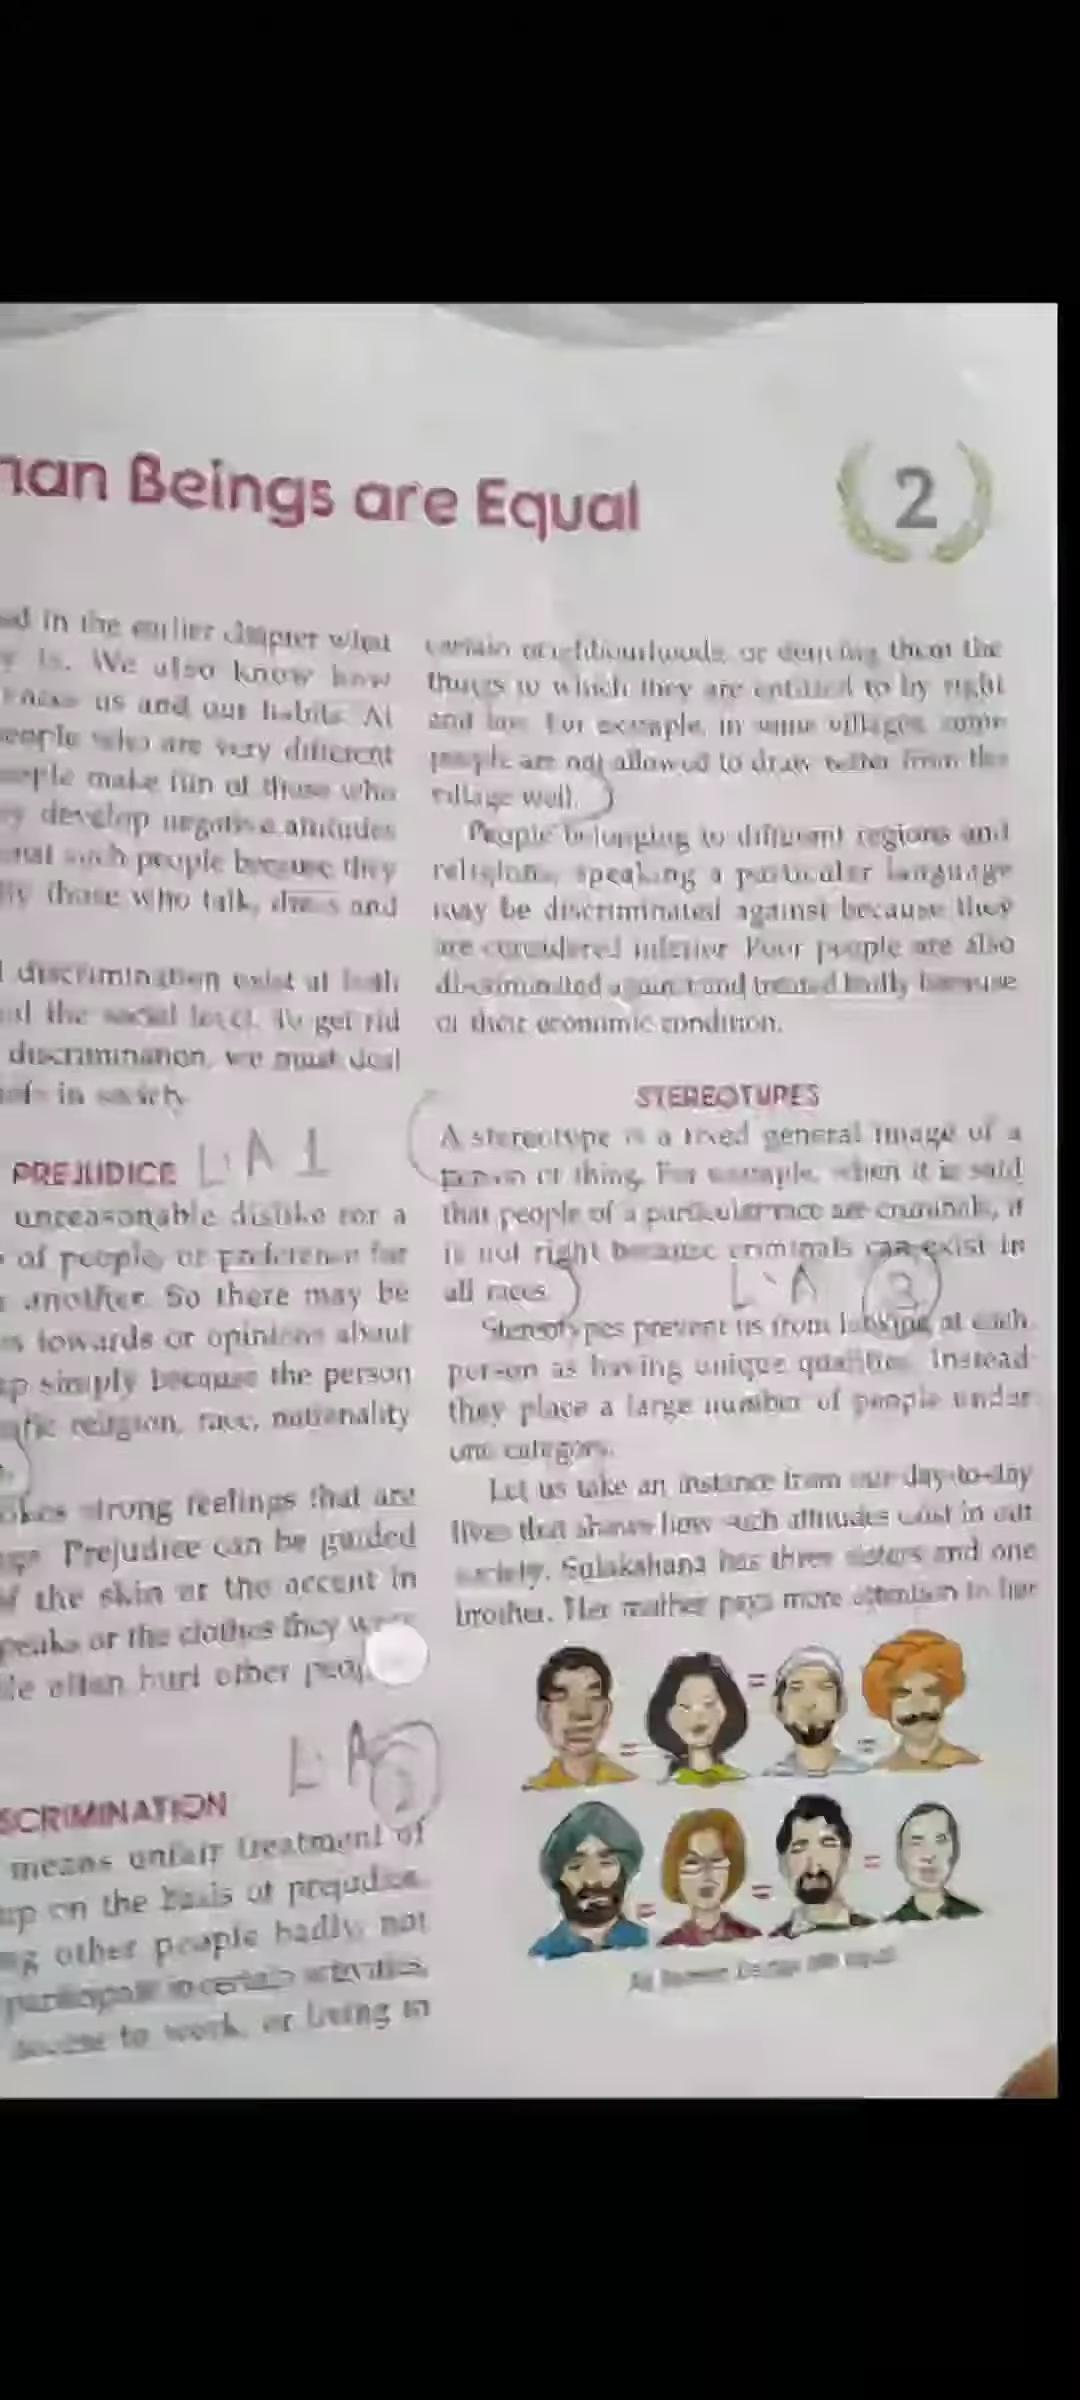 Beings are Equal
2
in the earlier chapter what
is. We also know how
us and our habits. At
people who are very different
people make fun of those who
develop negative attitudes
such people because they
those who talk, dress and
discrimination exist at both
the social level. To get rid
discrimination, we must deal
in society
PREJUDICE L.A 1
unreasonable dislike for a
of people, or preference for
another. So there may be
towards or opinions about
simply because the person
religion, race, nationality
strong feelings that are
Prejudice can be guided
of the skin or the accent in
or the clothes they
often hurt other
L.A 2
means unfair treatment of
on the basis of prejudice.
other people badly, not
participate in certain activities,
to work, or living in
certain neighbourhoods, or denying them the
things to which they are entitled to by right
and law. For example, in some villages, some
people are not allowed to draw water from the
village well.
People belonging to different regions and
religions, speaking a particular language
may be discriminated against because they
are considered inferior. Poor people are also
discriminated against and treated badly because
of their economic condition.
STEREOTYPES
A stereotype is a fixed general image of a
person or thing. For example, when it is said
that people of a particular race are criminals, it
is not right because criminals can exist in
all races. L.A 3
Stereotypes prevent us from looking at each
person as having unique qualities. Instead
they place a large number of people under
one category.
Let us take an instance from our day-to-day
lives that shows how such attitudes exist in our
society. Sulakshana has three sisters and one
brother. Her mother pays more attention to her
= = =
= = =
All human beings are equal